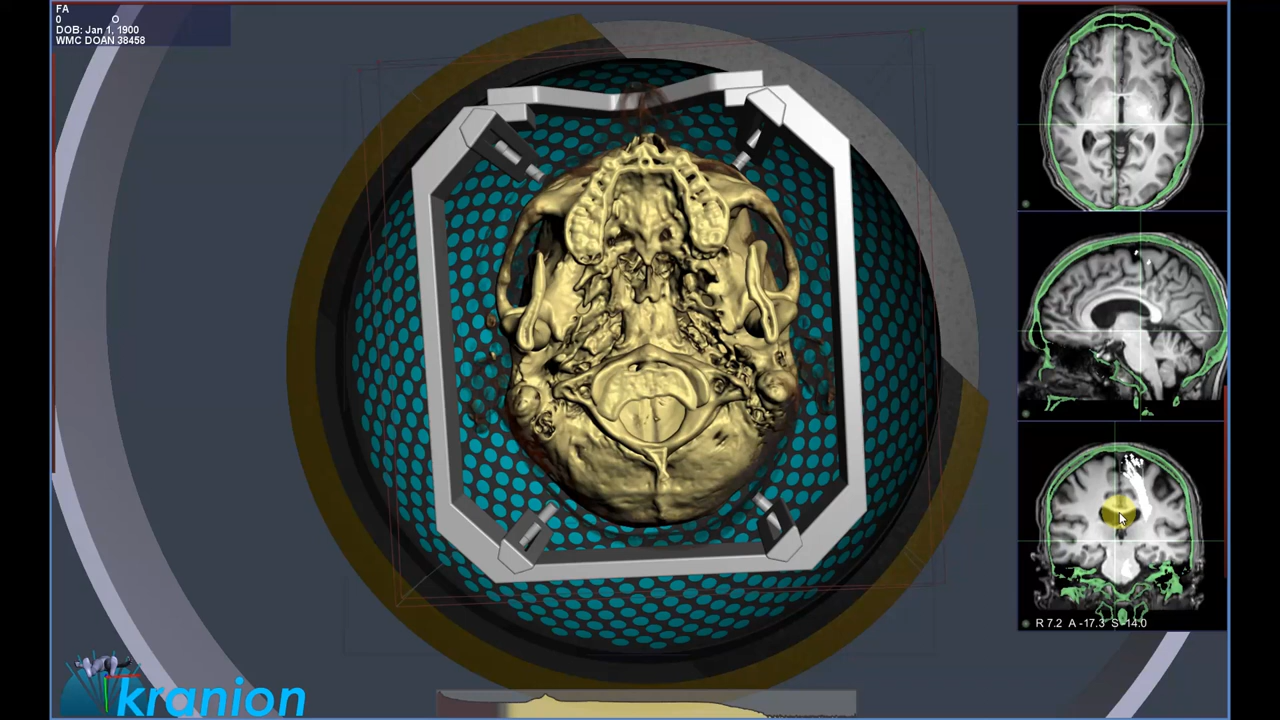 FA
0 O
DOB: Jan 1, 1900
WMC DOAN 38458
R 7.2 A -17.3 S -14.0
kranion